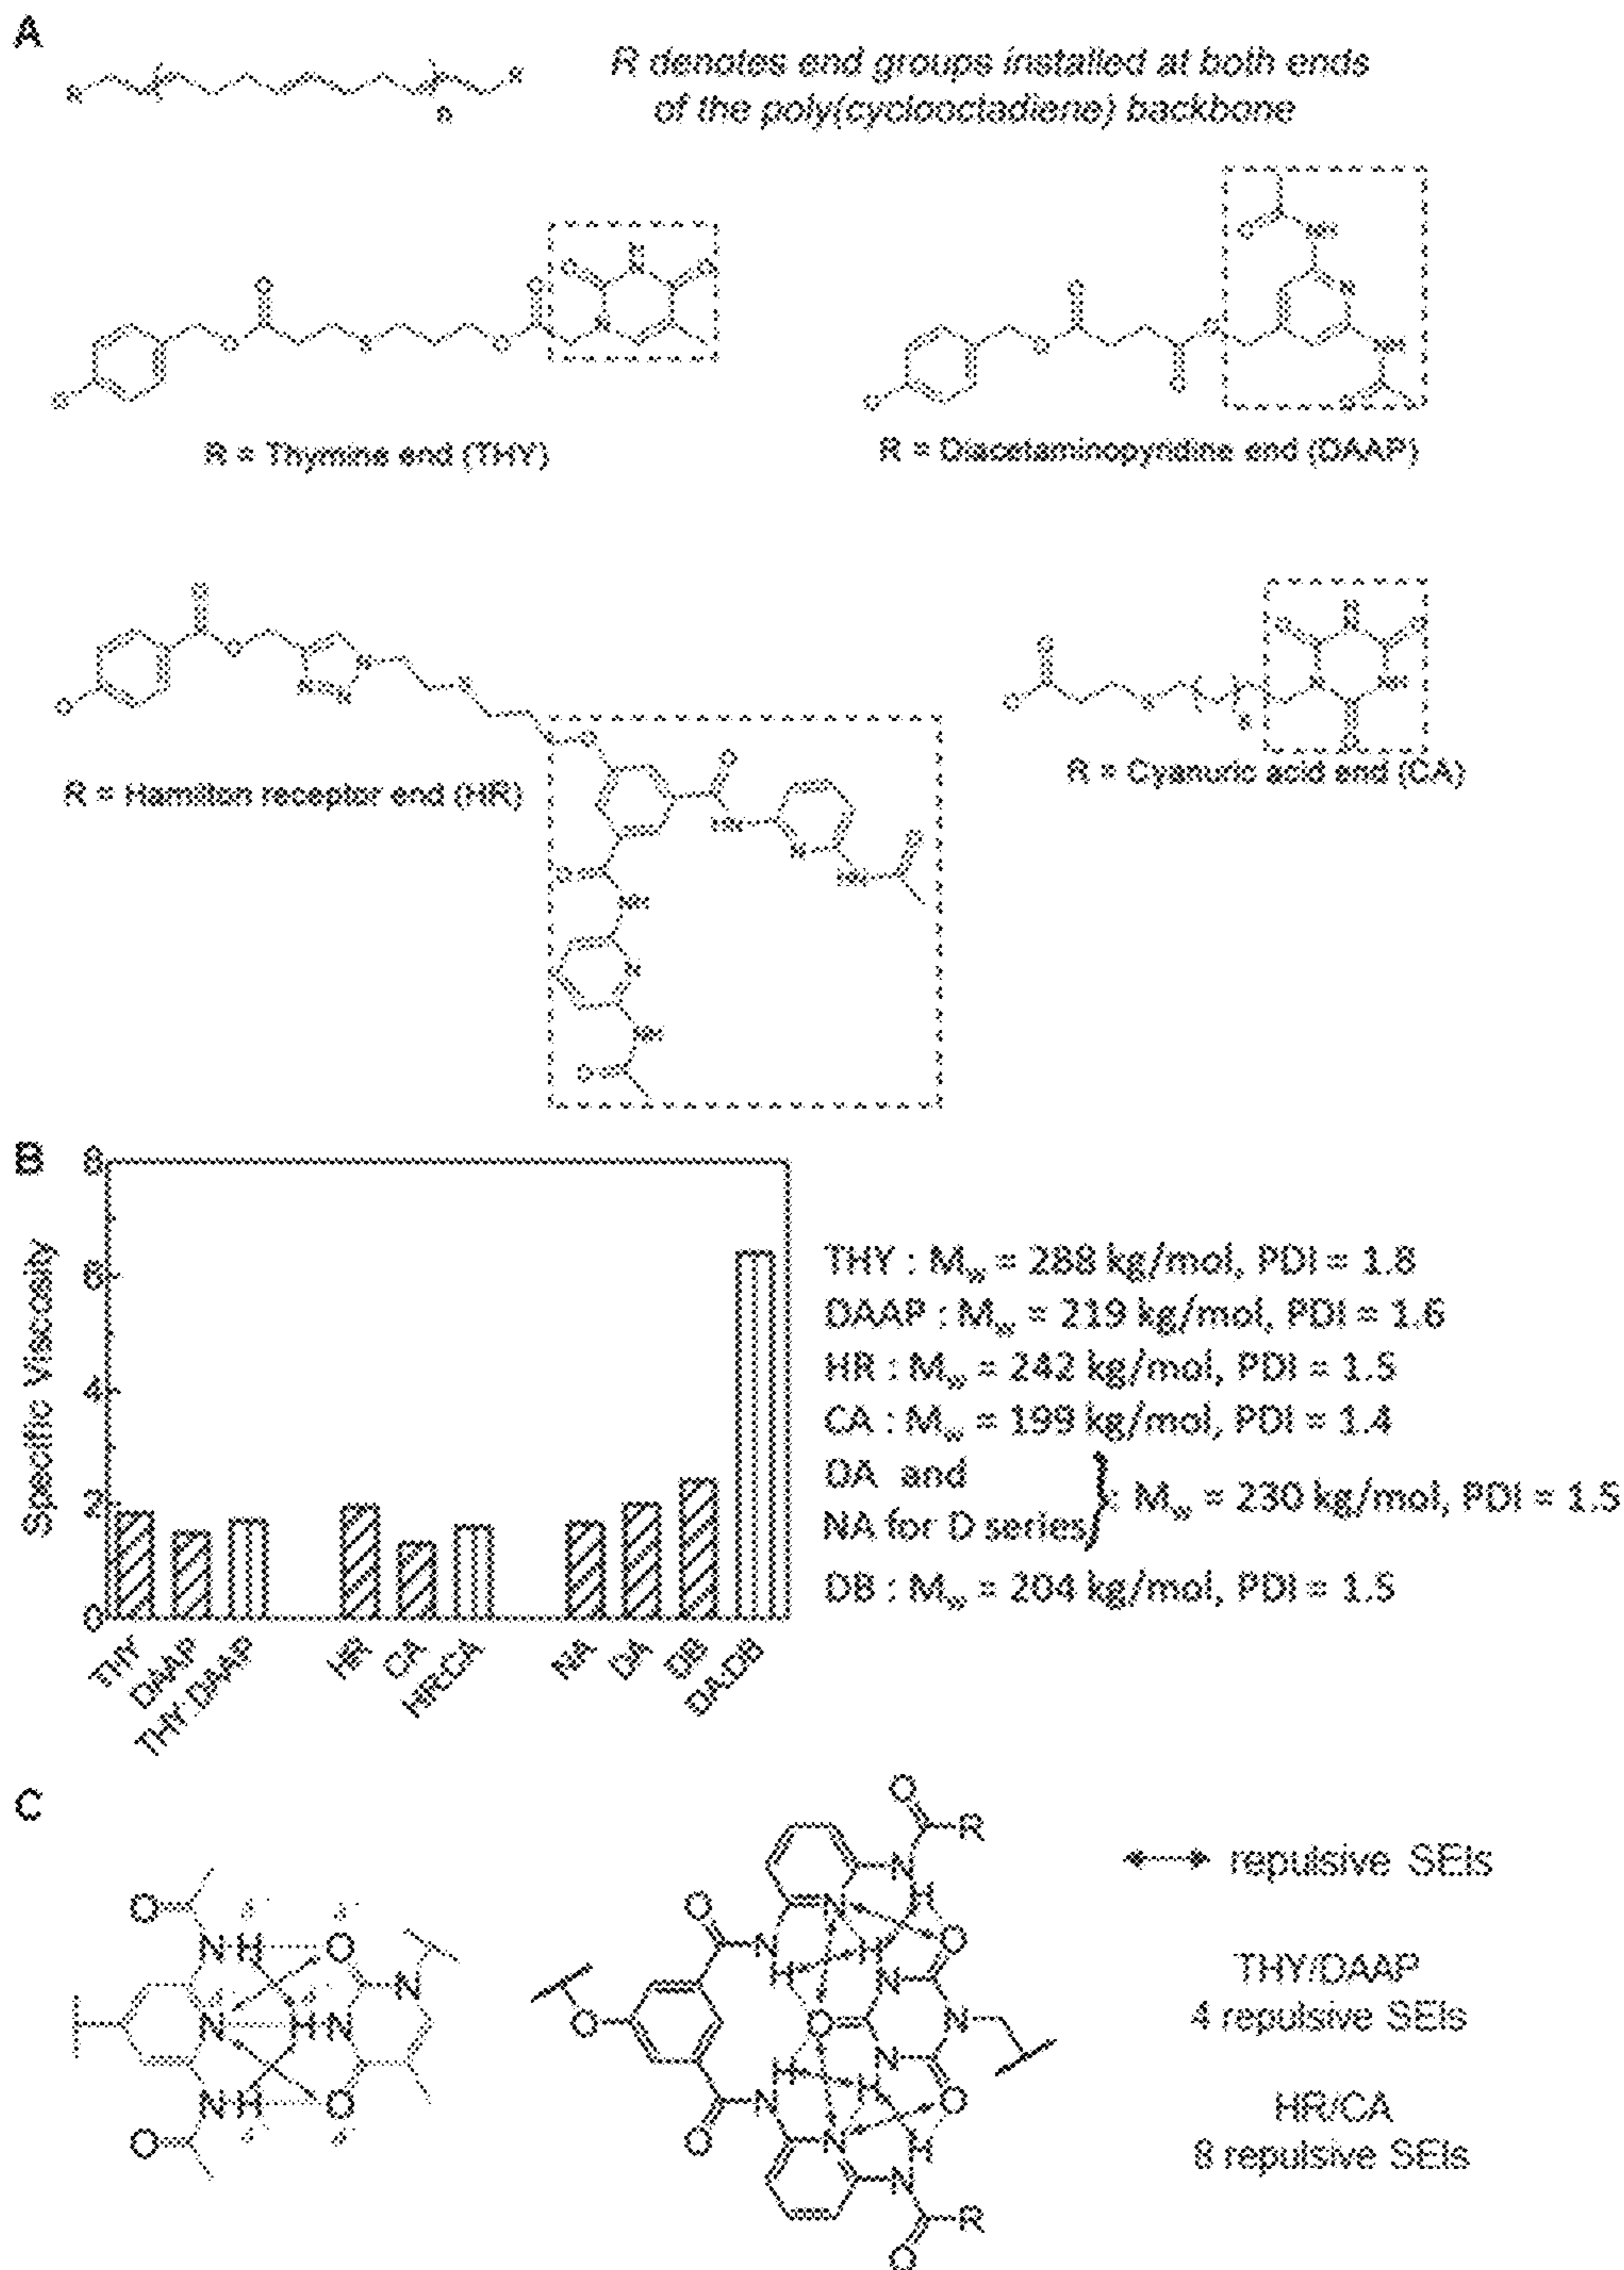 A
R denotes end groups installed at both ends
of the poly(cyclooctadiene) backbone
R = Thymine end (THY)
R = Diacetaminopyridine end (DAAP)
R = Hamilton receptor end (HR)
R = Cyanuric acid end (CA)
B
Specific Viscosity
8
6
4
2
0
THY
DAAP
THY:DAAP
HR
CA
HR:CA
NA
DA
DB
DA:DB
THY : Mw = 288 kg/mol, PDI = 1.8
DAAP : Mw = 219 kg/mol, PDI = 1.6
HR : Mw = 242 kg/mol, PDI = 1.5
CA : Mw = 199 kg/mol, PDI = 1.4
DA and
NA for D series
: Mw = 230 kg/mol, PDI = 1.5
DB : Mw = 204 kg/mol, PDI = 1.5
C
repulsive SEIs
THY/DAAP
4 repulsive SEIs
HR/CA
8 repulsive SEIs